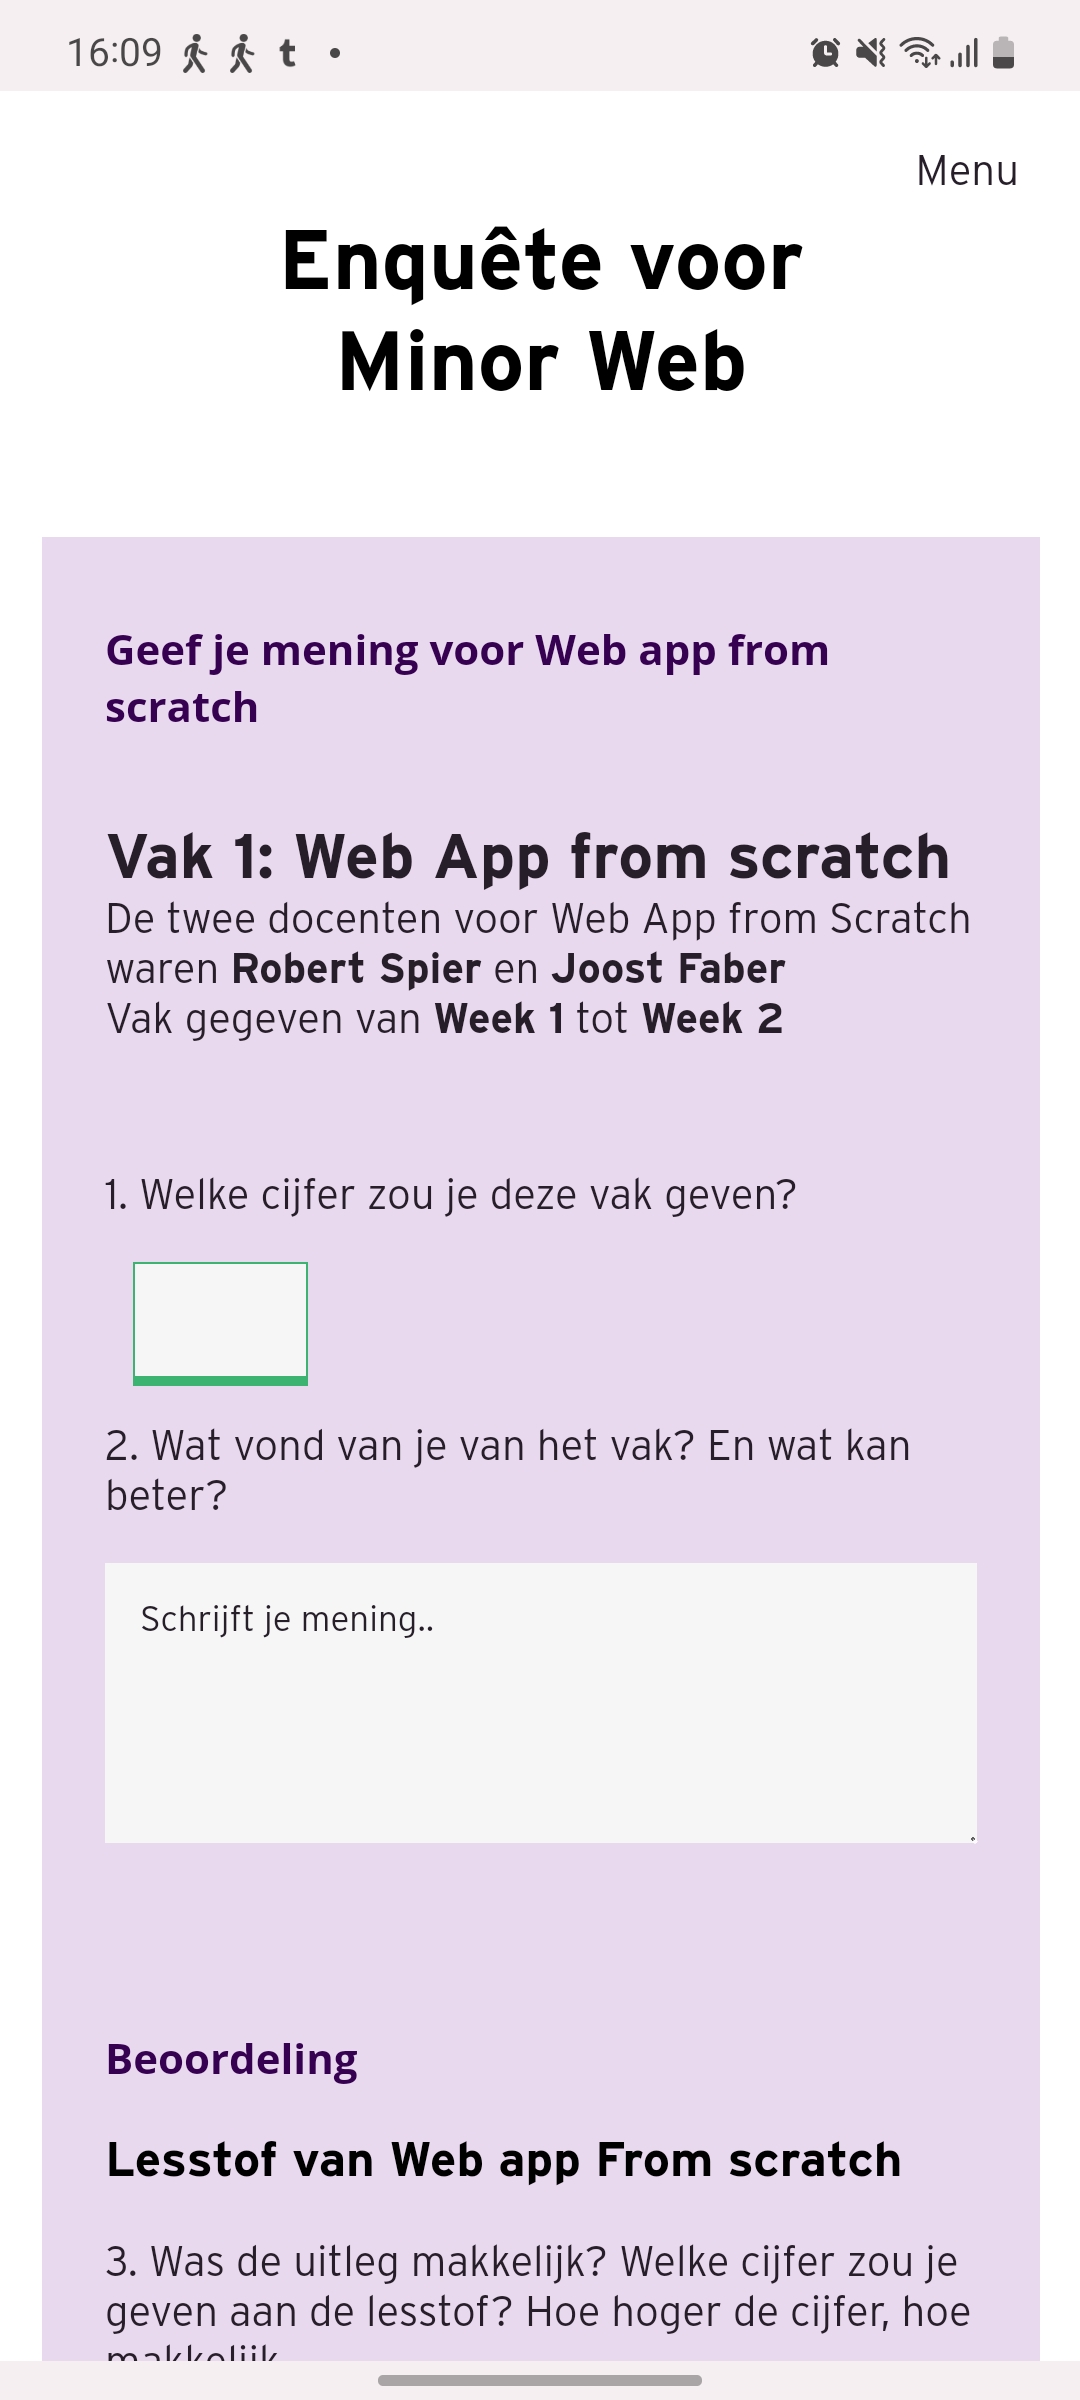 16:09
Menu
Enquête voor
Minor Web
Geef je mening voor Web app from
scratch
Vak 1: Web App from scratch
De twee docenten voor Web App from Scratch
waren Robert Spier en Joost Faber
Vak gegeven van Week 1 tot Week 2
1. Welke cijfer zou je deze vak geven?
2. Wat vond van je van het vak? En wat kan
beter?
Schrijft je mening..
Beoordeling
Lesstof van Web app From scratch
3. Was de uitleg makkelijk? Welke cijfer zou je
geven aan de lesstof? Hoe hoger de cijfer, hoe
makkelijk